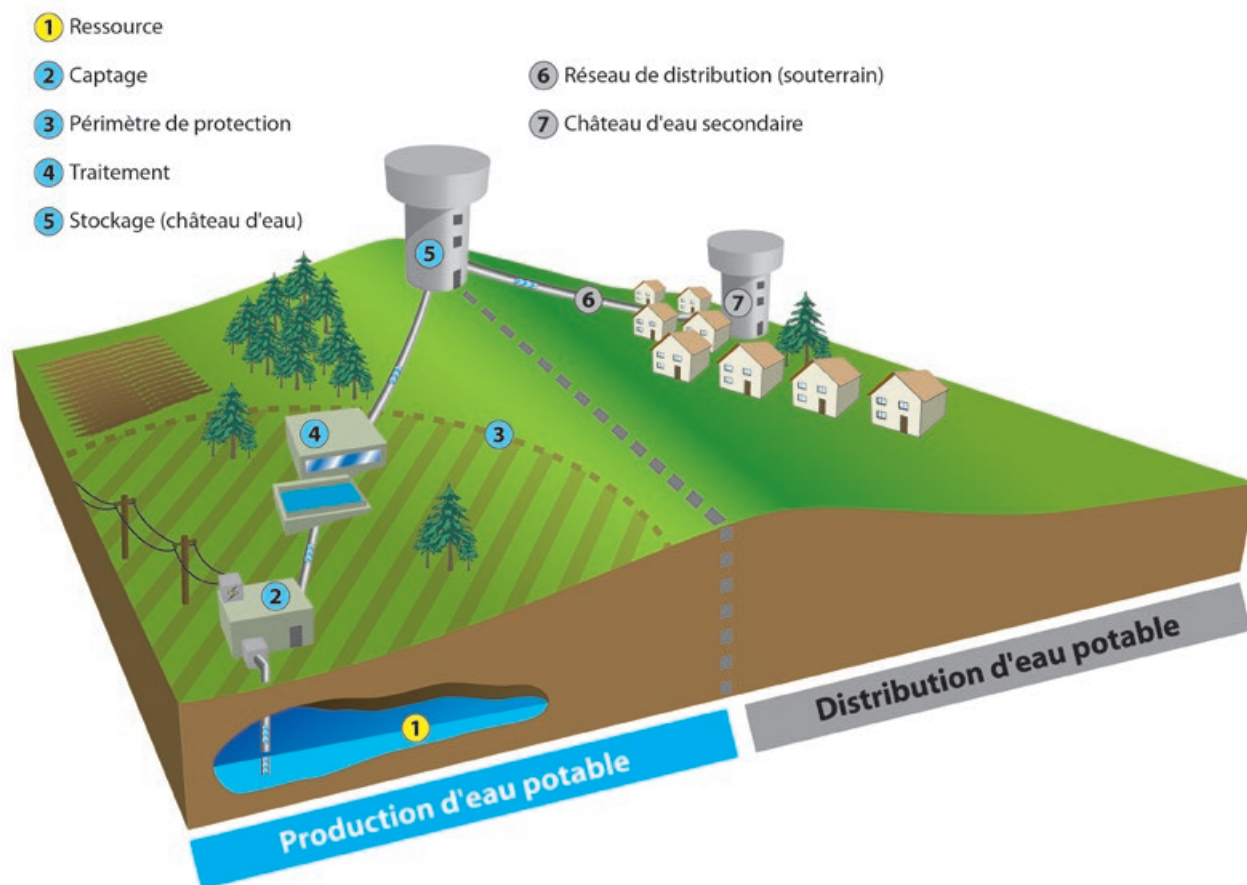 1 Ressource
2 Captage
3 Périmètre de protection
4 Traitement
5 Stockage (château d'eau)
6 Réseau de distribution (souterrain)
7 Château d'eau secondaire
5
6
7
4
3
2
1
Production d'eau potable
Distribution d'eau potable